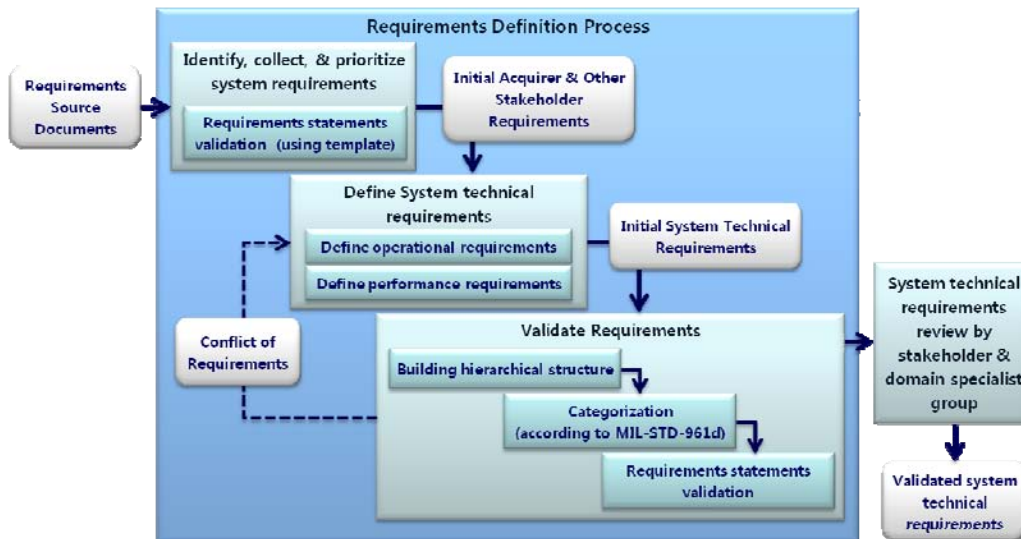 Requirements Definition Process
Identify, collect, & prioritize
system requirements
Requirements statements
validation (using template)
Requirements
Source
Documents
Initial Acquirer & Other
Stakeholder
Requirements
Define System technical
requirements
Define operational requirements
Define performance requirements
Initial System Technical
Requirements
Conflict of
Requirements
Validate Requirements
Building hierarchical structure
Categorization
(according to MIL-STD-961d)
Requirements statements
validation
System technical
requirements
review by
stakeholder &
domain specialist
group
Validated system
technical
requirements